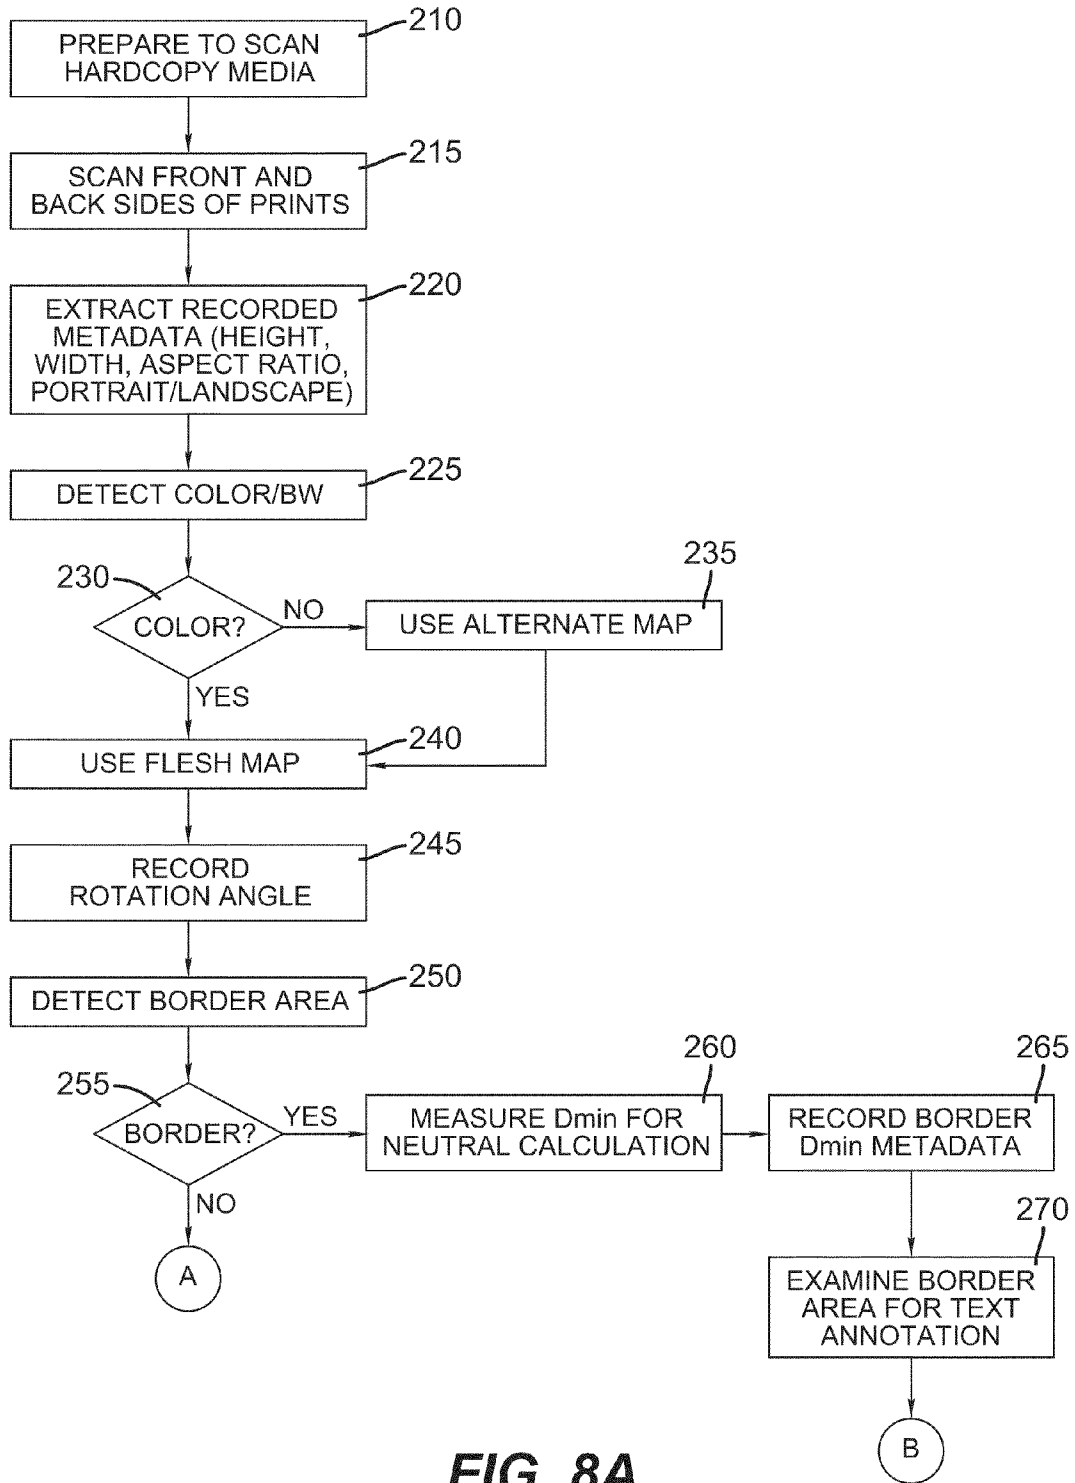 210
PREPARE TO SCAN
HARDCOPY MEDIA
215
SCAN FRONT AND
BACK SIDES OF PRINTS
220
EXTRACT RECORDED
METADATA (HEIGHT,
WIDTH, ASPECT RATIO,
PORTRAIT/LANDSCAPE)
225
DETECT COLOR/BW
230
COLOR?
NO
235
USE ALTERNATE MAP
YES
240
USE FLESH MAP
245
RECORD
ROTATION ANGLE
250
DETECT BORDER AREA
255
BORDER?
YES
260
MEASURE Dmin FOR
NEUTRAL CALCULATION
265
RECORD BORDER
Dmin METADATA
NO
A
270
EXAMINE BORDER
AREA FOR TEXT
ANNOTATION
B
FIG. 8A